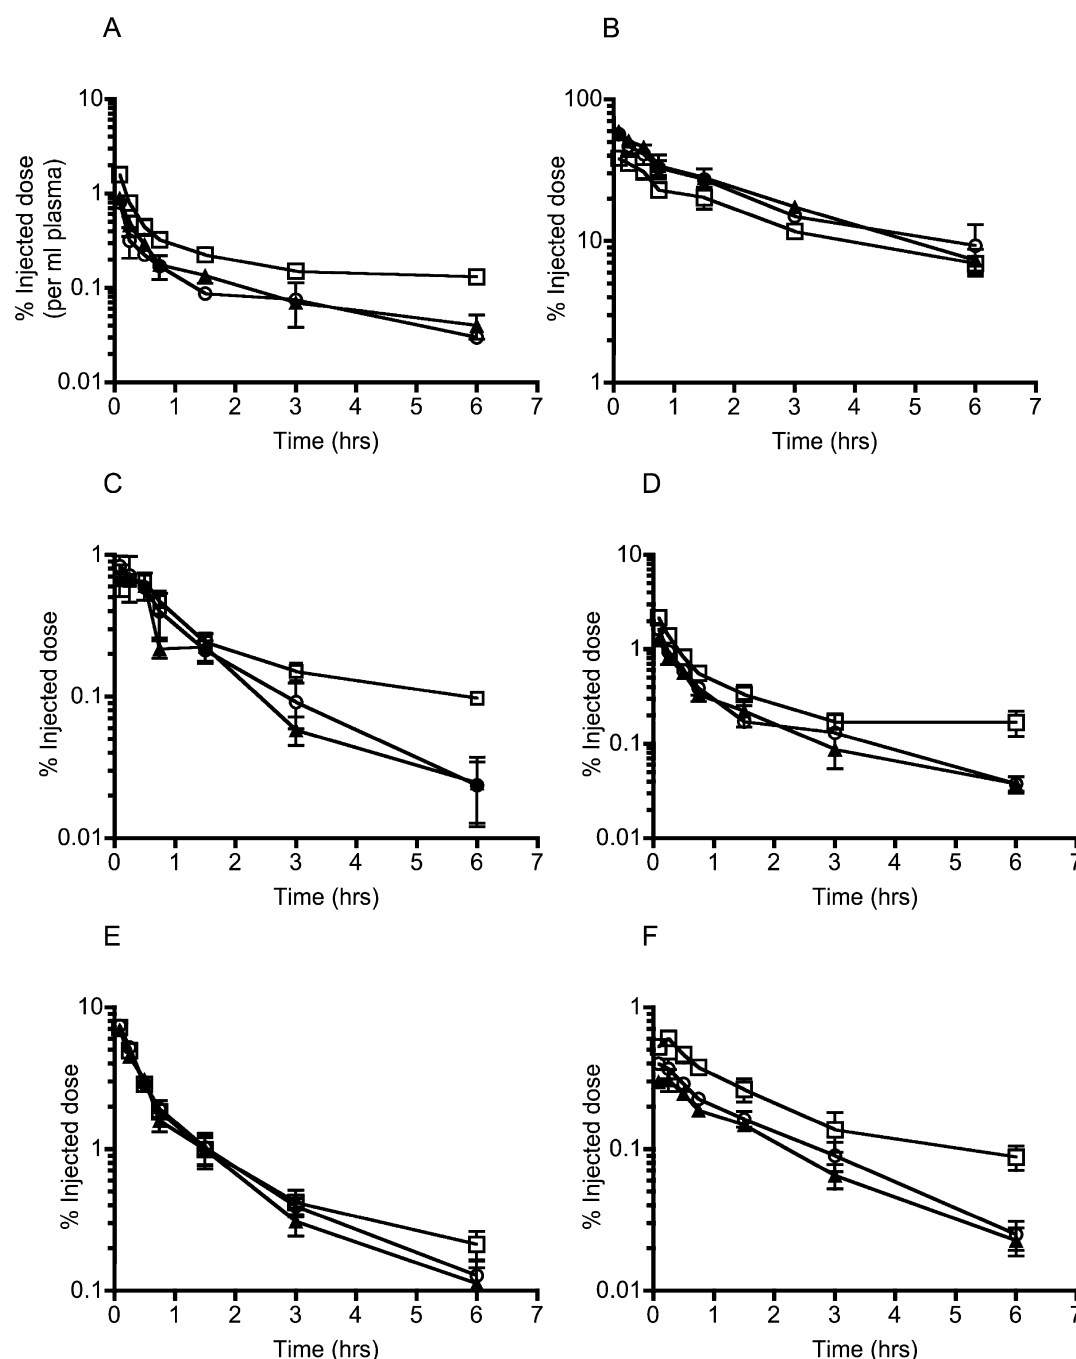 A
B
% Injected dose
(per ml plasma)
10
1
0.1
0.01
0 1 2 3 4 5 6 7
Time (hrs)
% Injected dose
100
10
1
0 1 2 3 4 5 6 7
Time (hrs)
C
D
% Injected dose
1
0.1
0.01
0 1 2 3 4 5 6 7
Time (hrs)
% Injected dose
10
1
0.1
0.01
0 1 2 3 4 5 6 7
Time (hrs)
E
F
% Injected dose
10
1
0.1
0 1 2 3 4 5 6 7
Time (hrs)
% Injected dose
1
0.1
0.01
0 1 2 3 4 5 6 7
Time (hrs)